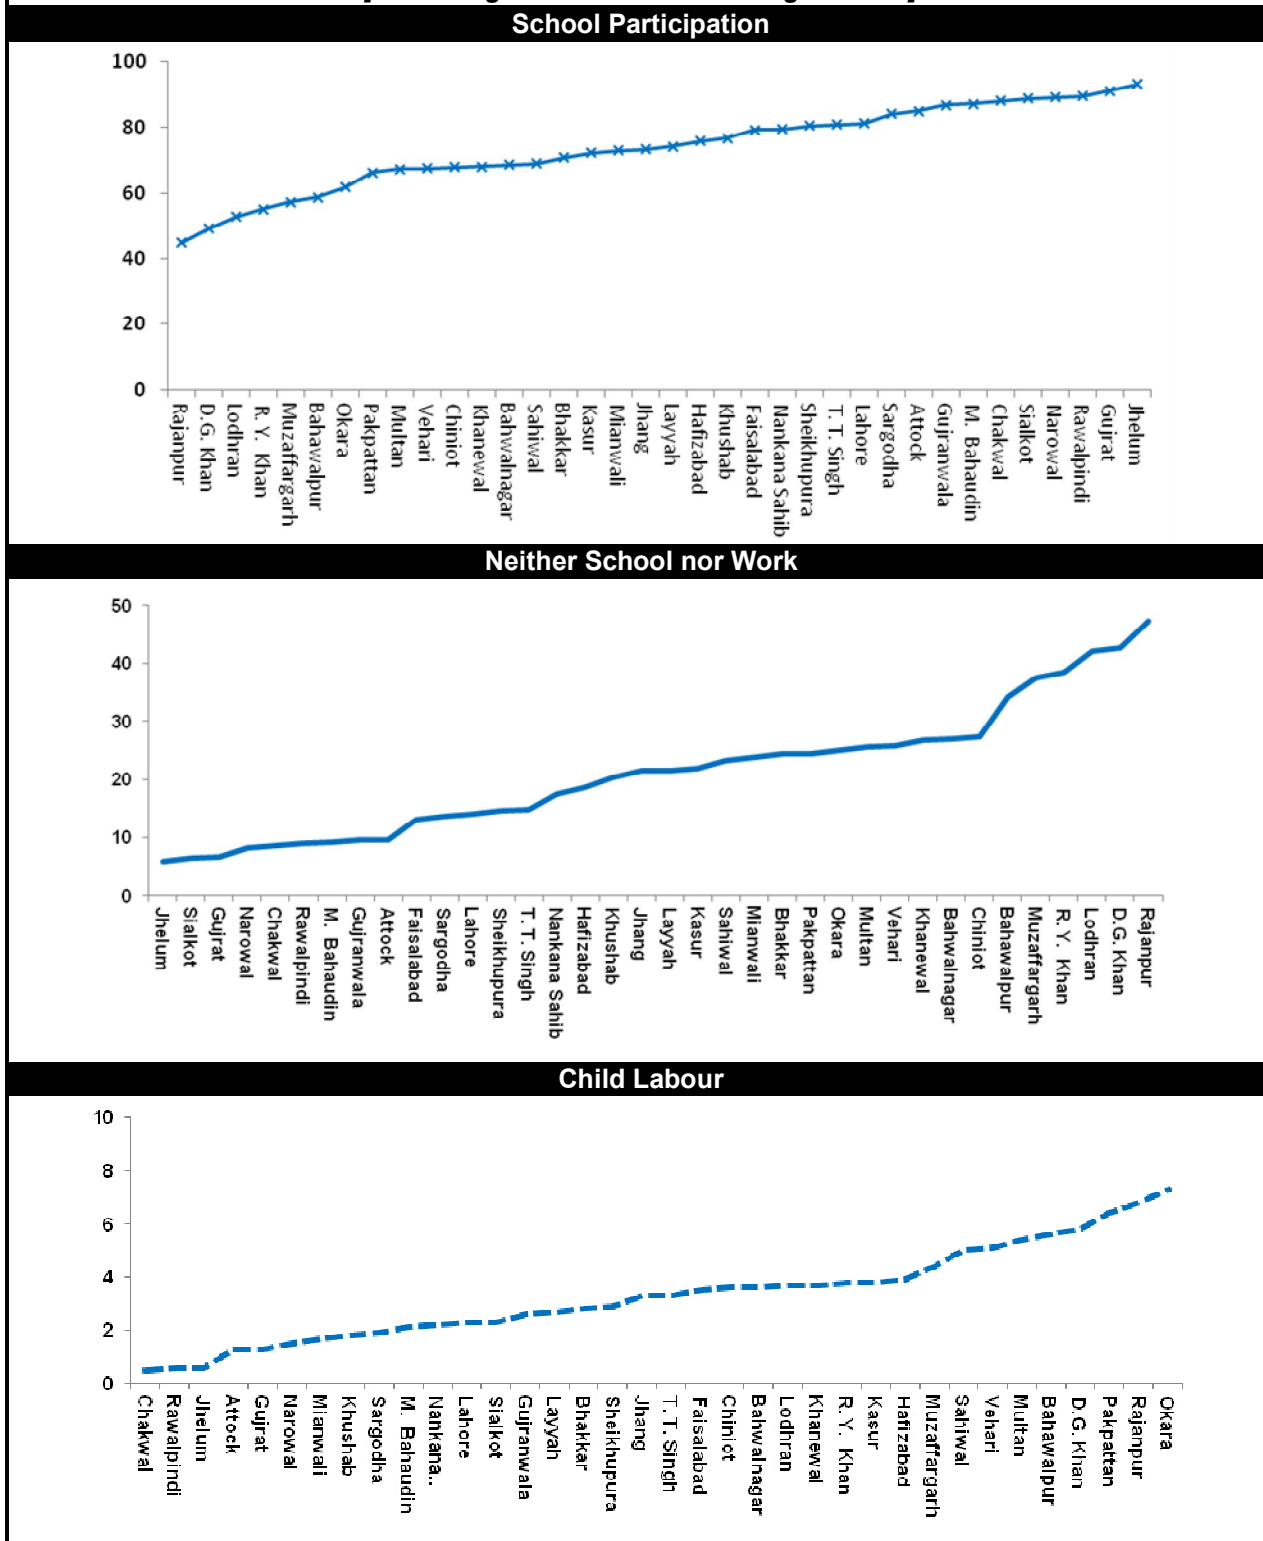 School Participation
100
80
60
40
20
0
Rajanpur
D.G. Khan
Lodhran
R.Y. Khan
Muzaffargarh
Bahawalpur
Okara
Pakpattan
Multan
Vehari
Chiniot
Khanewal
Bahwalnagar
Sahiwal
Bhakkar
Kasur
Mianwali
Jhang
Layyah
Hafizabad
Khushab
Faisalabad
Nankana Sahib
Sheikhupura
T. T. Singh
Lahore
Sargodha
Attock
Gujranwala
M. Bahaudin
Chakwal
Sialkot
Narowal
Rawalpindi
Gujrat
Jhelum
Neither School nor Work
50
40
30
20
10
0
Jhelum
Sialkot
Gujrat
Narowal
Chakwal
Rawalpindi
M. Bahaudin
Gujranwala
Attock
Faisalabad
Sargodha
Lahore
Sheikhupura
T. T. Singh
Nankana Sahib
Hafizabad
Khushab
Jhang
Layyah
Kasur
Sahiwal
Mianwali
Bhakkar
Pakpattan
Okara
Multan
Vehari
Khanewal
Bahwalnagar
Chiniot
Bahawalpur
Muzaffargarh
R.Y. Khan
Lodhran
D.G. Khan
Rajanpur
Child Labour
10
8
6
4
2
0
Chakwal
Rawalpindi
Jhelum
Attock
Gujrat
Narowal
Mianwali
Khushab
Sargodha
M. Bahaudin
Nankana..
Lahore
Sialkot
Gujranwala
Layyah
Bhakkar
Sheikhupura
Jhang
T. T. Singh
Faisalabad
Chiniot
Bahwalnagar
Lodhran
Khanewal
R.Y. Khan
Kasur
Hafizabad
Muzaffargarh
Sahiwal
Vehari
Multan
Bahawalpur
D.G. Khan
Pakpattan
Rajanpur
Okara